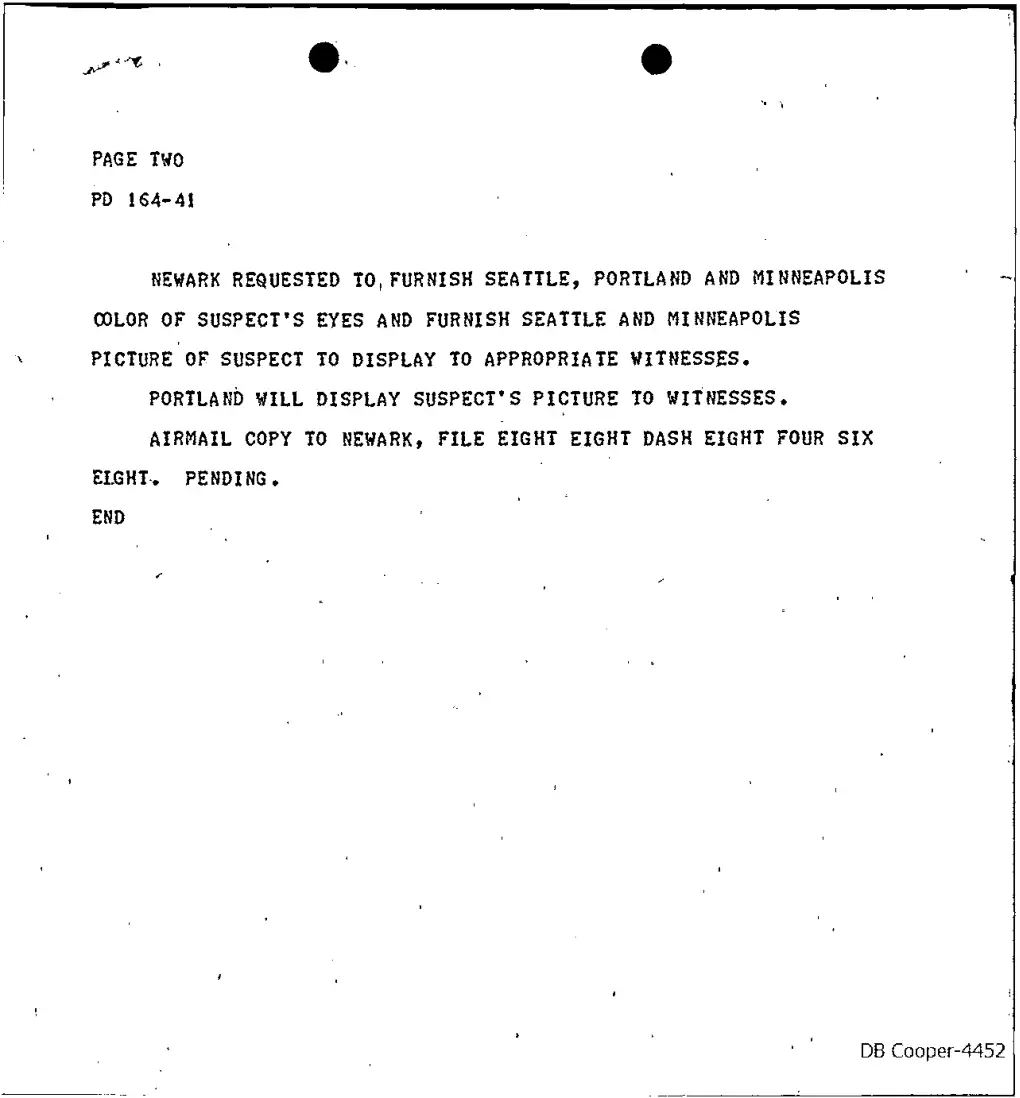 PAGE TWO
PD 164-41
NEWARK REQUESTED TO, FURNISH SEATTLE, PORTLAND AND MINNEAPOLIS
COLOR OF SUSPECT'S EYES AND FURNISH SEATTLE AND MINNEAPOLIS
PICTURE OF SUSPECT TO DISPLAY TO APPROPRIATE WITNESSES.
PORTLAND WILL DISPLAY SUSPECT'S PICTURE TO WITNESSES.
AIRMAIL COPY TO NEWARK, FILE EIGHT EIGHT DASH EIGHT FOUR SIX
EIGHT. PENDING.
END
DB Cooper-4452